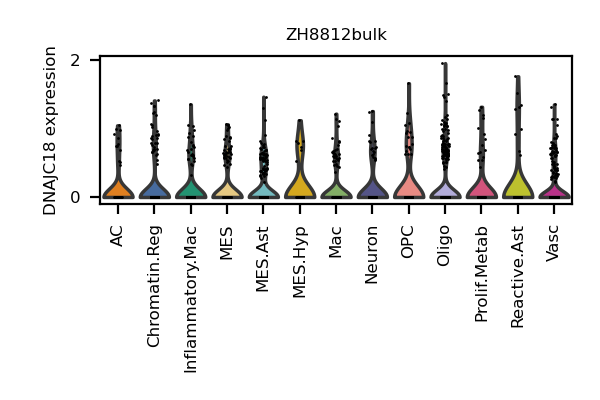 ZH8812bulk
DNAJC18 expression
2
0
AC
Chromatin.Reg
Inflammatory.Mac
MES
MES.Ast
MES.Hyp
Mac
Neuron
OPC
Oligo
Prolif.Metab
Reactive.Ast
Vasc